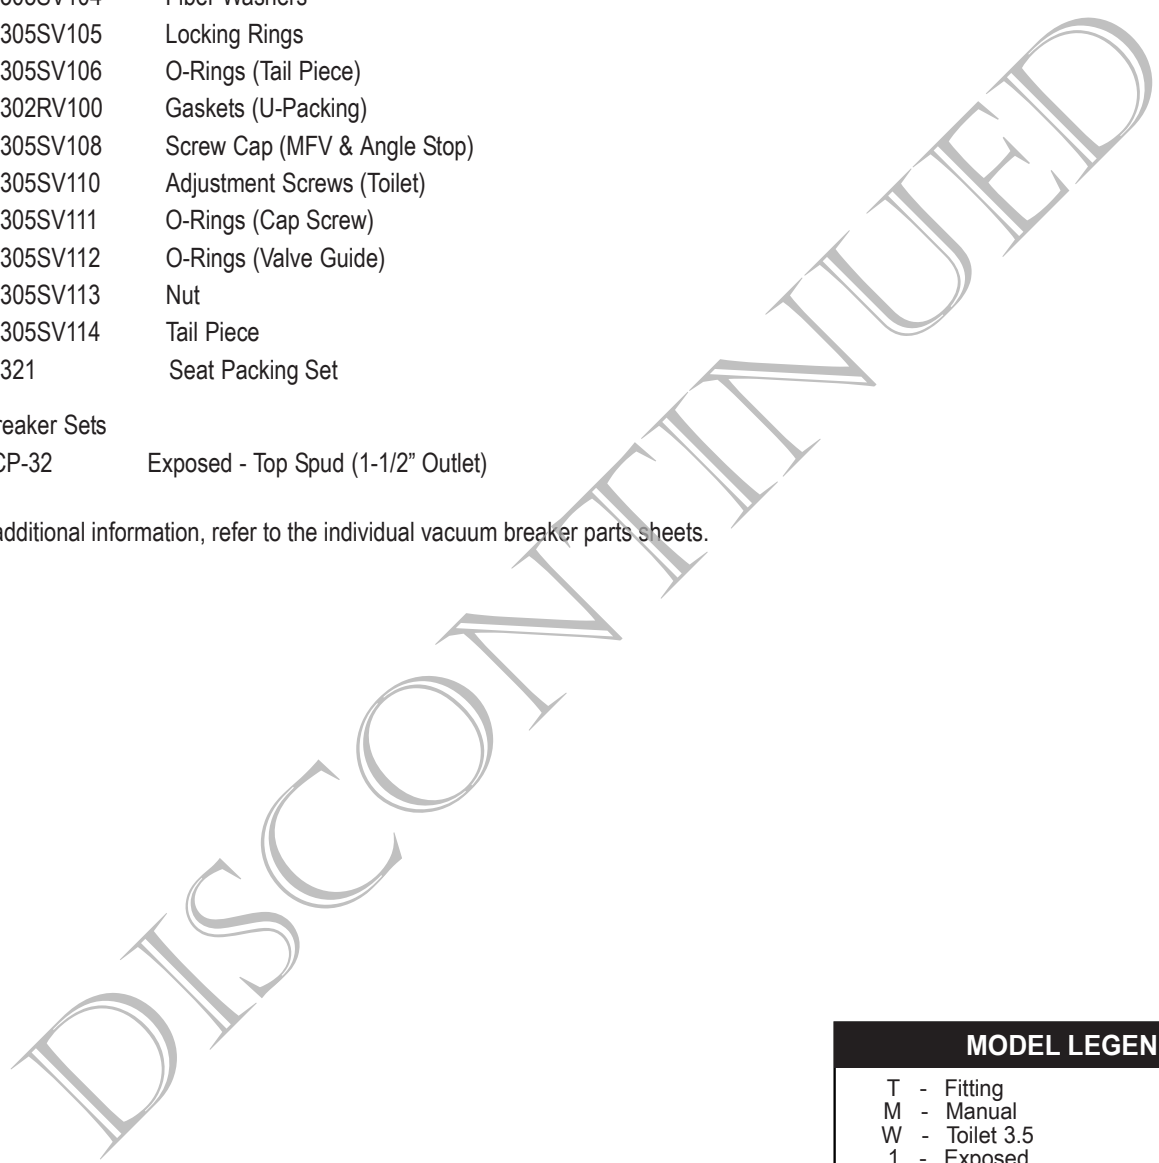 305SV105 Locking Rings
305SV106 O-Rings (Tail Piece)
302RV100 Gaskets (U-Packing)
305SV108 Screw Cap (MFV & Angle Stop)
305SV110 Adjustment Screws (Toilet)
305SV111 O-Rings (Cap Screw)
305SV112 O-Rings (Valve Guide)
305SV113 Nut
305SV114 Tail Piece
321 Seat Packing Set
reaker Sets
CP-32 Exposed - Top Spud (1-1/2” Outlet)
additional information, refer to the individual vacuum breaker parts sheets.
DISCONTINUED
MODEL LEGEN
T - Fitting
M - Manual
W - Toilet 3.5
1 - Exposed